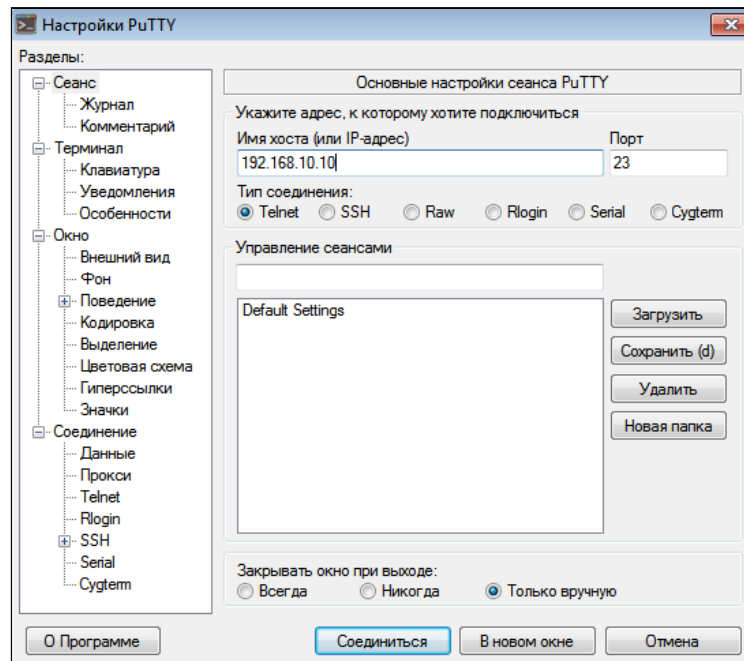 Настройки PuTTY
Разделы:
Сеанс
Журнал
Комментарий
Терминал
Клавиатура
Уведомления
Особенности
Окно
Внешний вид
Фон
Поведение
Кодировка
Выделение
Цветовая схема
Гиперссылки
Значки
Соединение
Данные
Прокси
Telnet
Rlogin
SSH
Serial
Cygterm
Основные настройки сеанса PuTTY
Укажите адрес, к которому хотите подключиться
Имя хоста (или IP-адрес) Порт
192.168.10.10 23
Тип соединения:
Telnet SSH Raw Rlogin Serial Cygterm
Управление сеансами
Default Settings
Загрузить
Сохранить (d)
Удалить
Новая папка
Закрывать окно при выходе:
Всегда Никогда Только вручную
О Программе Соединиться В новом окне Отмена